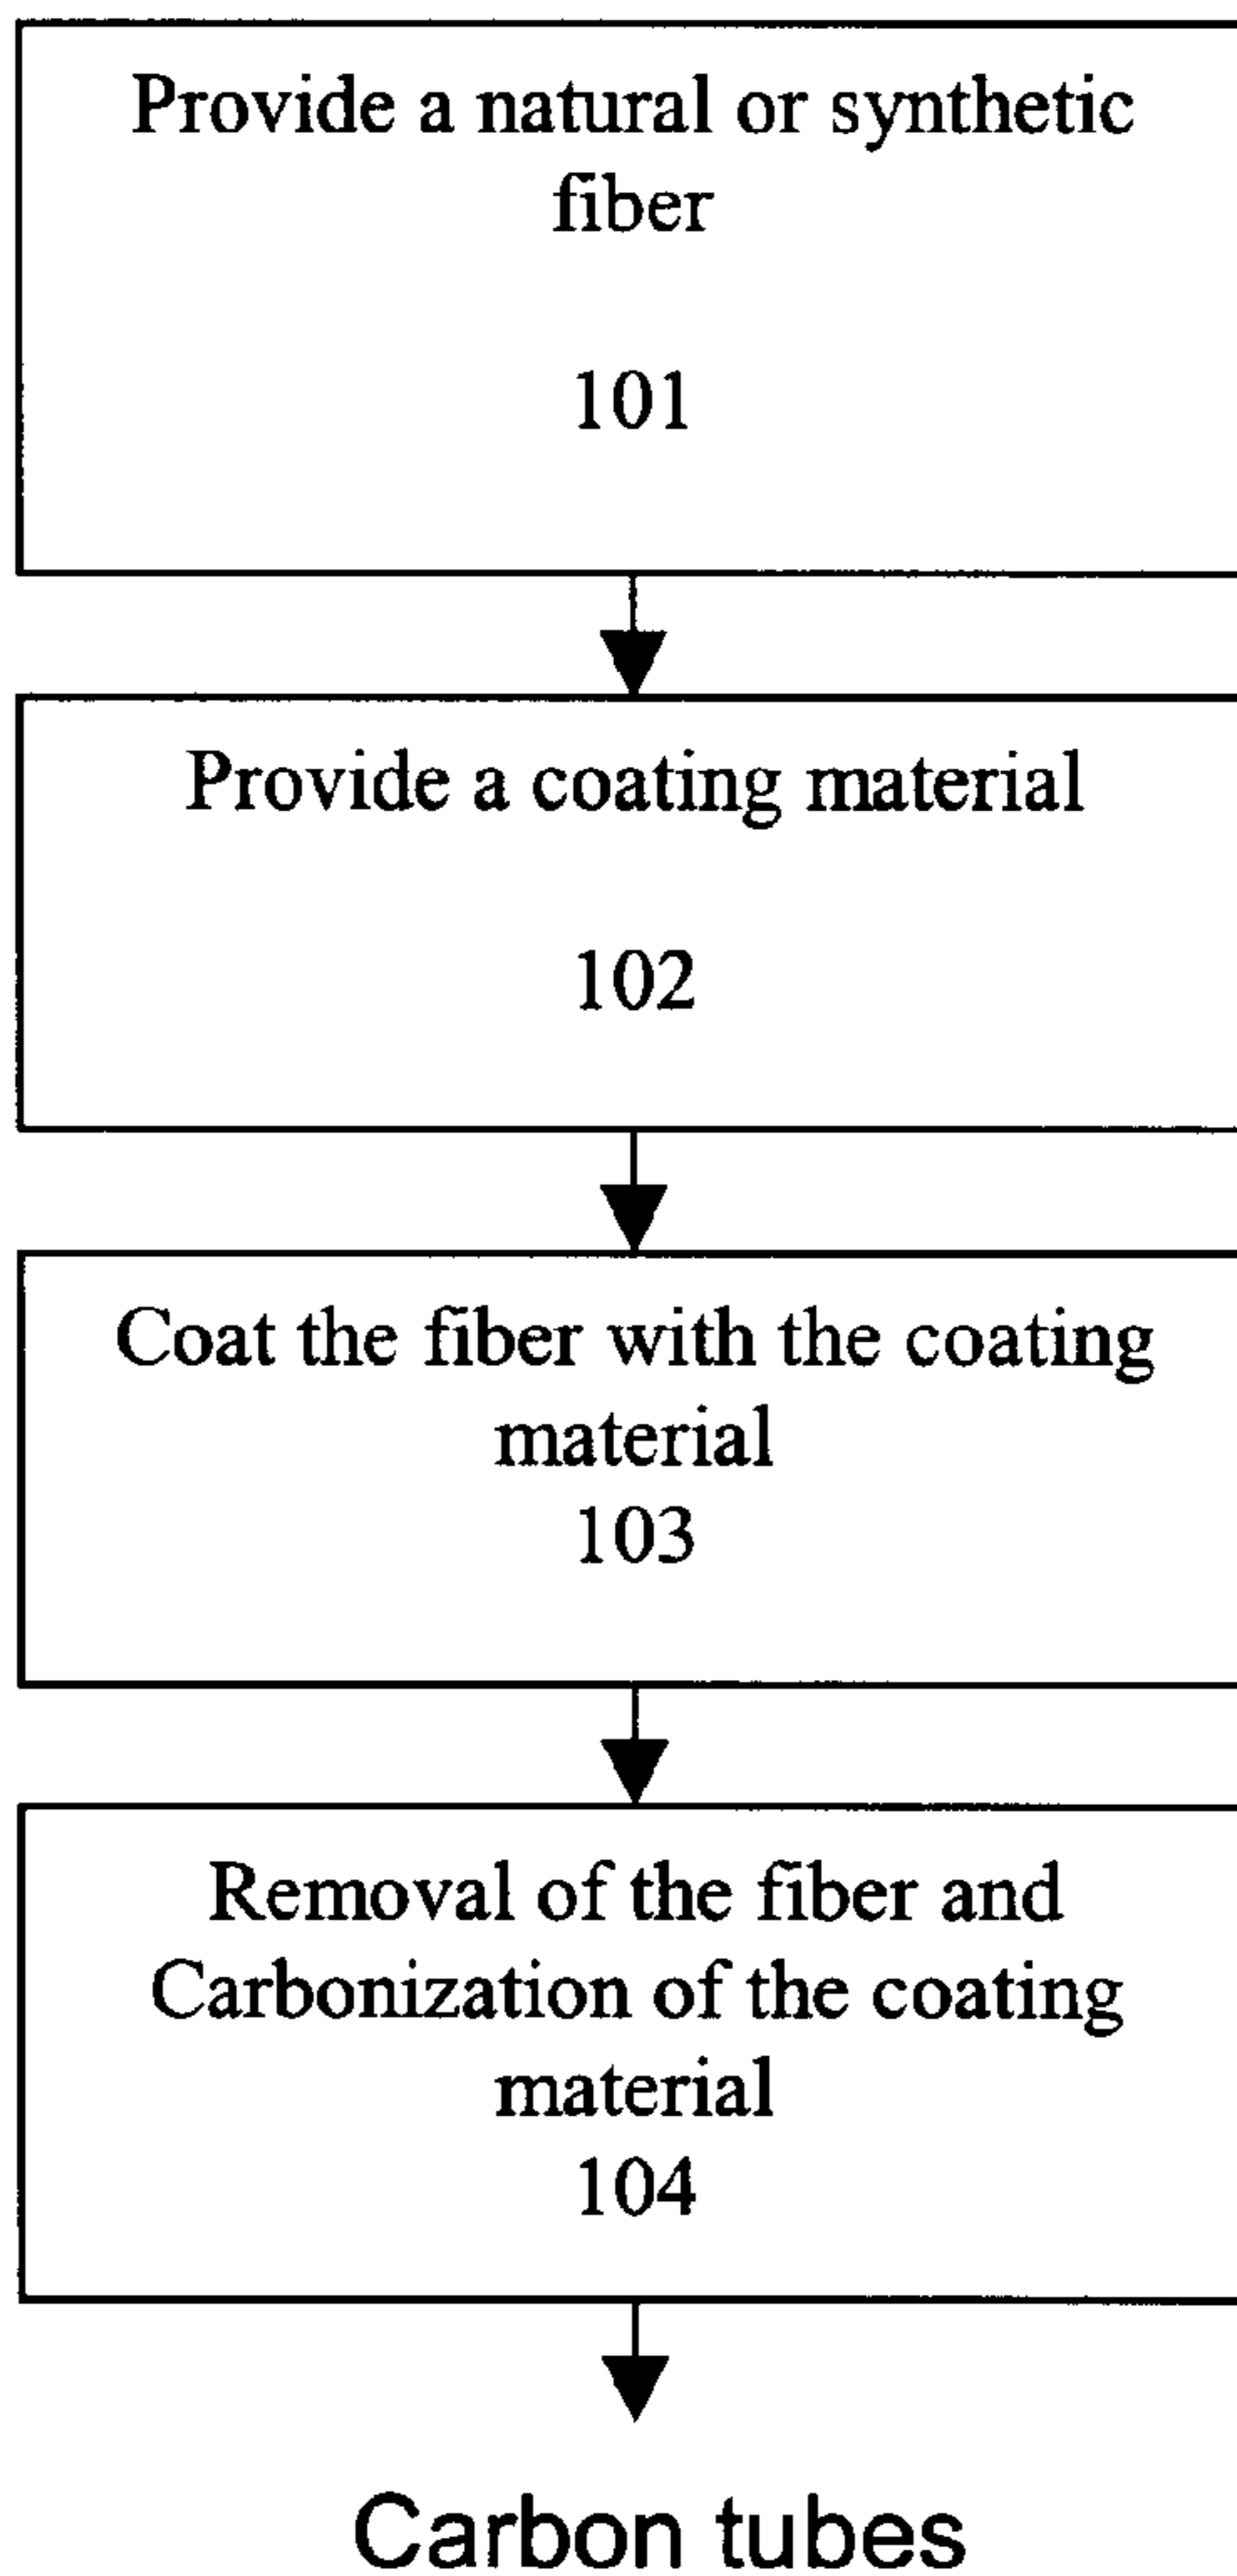 Provide a natural or synthetic
fiber
101
Provide a coating material
102
Coat the fiber with the coating
material
103
Removal of the fiber and
Carbonization of the coating
material
104
Carbon tubes